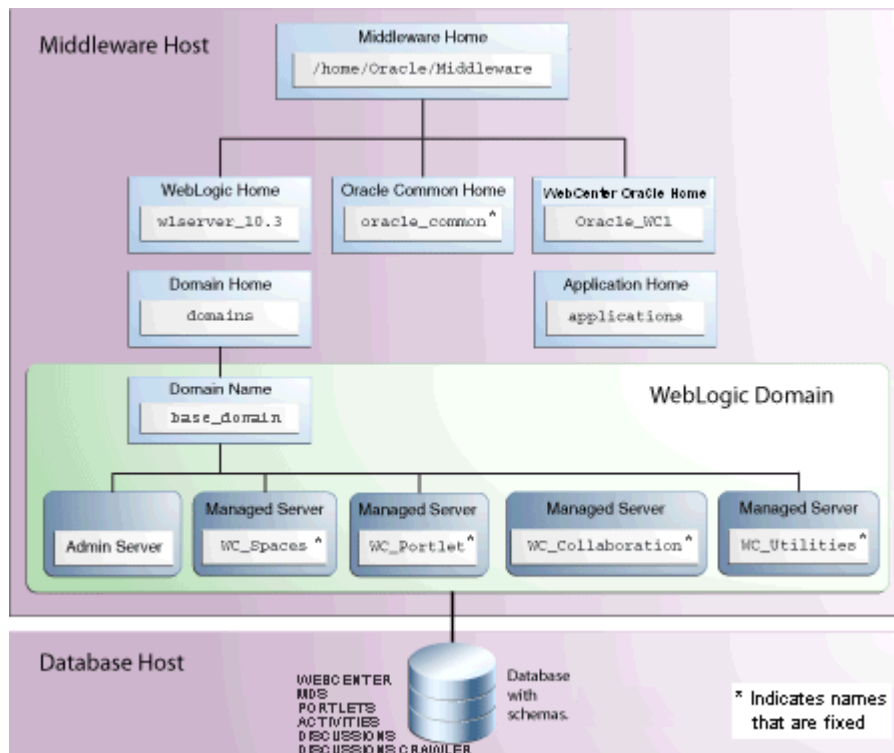 Middleware Host
Middleware Home
/home/Oracle/Middleware
WebLogic Home
wlserver_10.3
Oracle Common Home
oracle_common*
WebCenter Oracle Home
Oracle_WC1
Domain Home
domains
Application Home
applications
WebLogic Domain
Domain Name
base_domain
Admin Server
Managed Server
WC_Spaces*
Managed Server
WC_Portlet*
Managed Server
WC_Collaboration*
Managed Server
WC_Utilities*
Database Host
WEBCENTER
MDS
PORTLETS
ACTIVITIES
DISCUSSIONS
DISCUSSIONS CRAWLER
Database
with
schemas.
* Indicates names
that are fixed